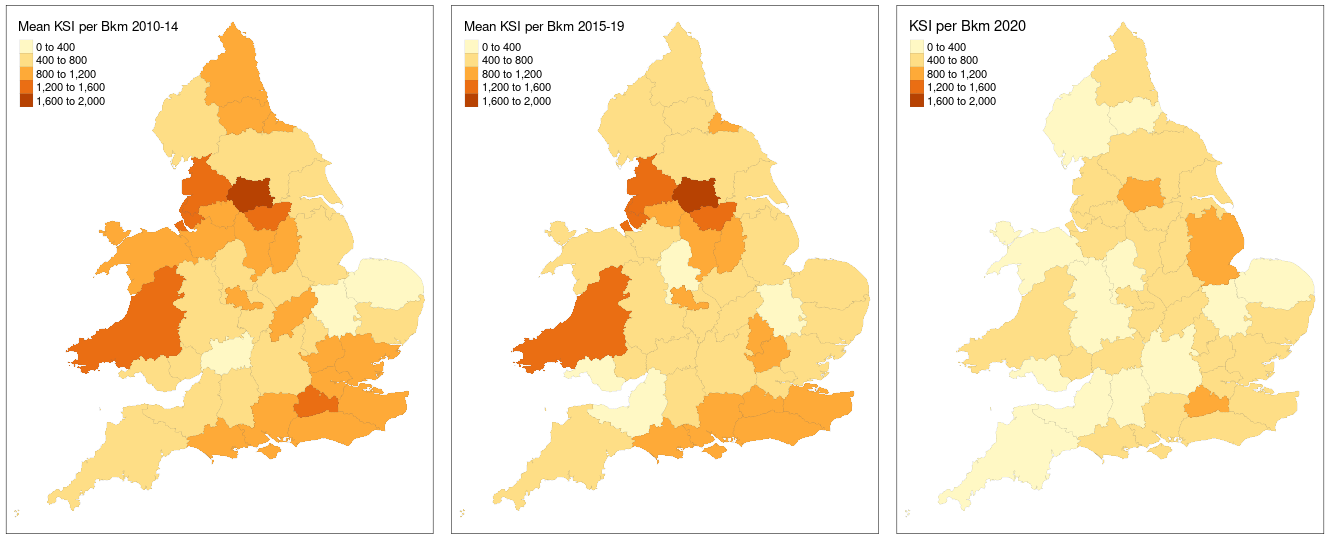 Mean KSI per Bkm 2010-14
0 to 400
400 to 800
800 to 1,200
1,200 to 1,600
1,600 to 2,000
Mean KSI per Bkm 2015-19
0 to 400
400 to 800
800 to 1,200
1,200 to 1,600
1,600 to 2,000
KSI per Bkm 2020
0 to 400
400 to 800
800 to 1,200
1,200 to 1,600
1,600 to 2,000